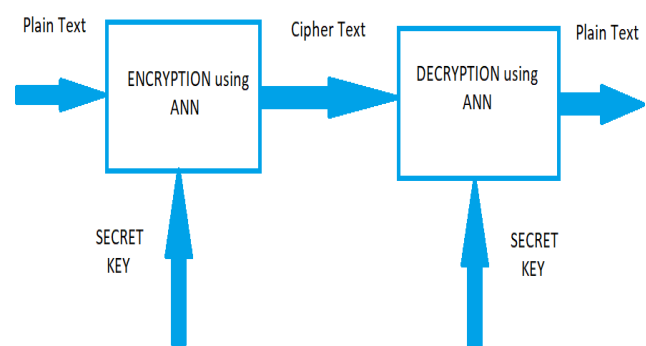 Plain Text
Cipher Text
Plain Text
ENCRYPTION using
ANN
DECRYPTION using
ANN
SECRET
KEY
SECRET
KEY